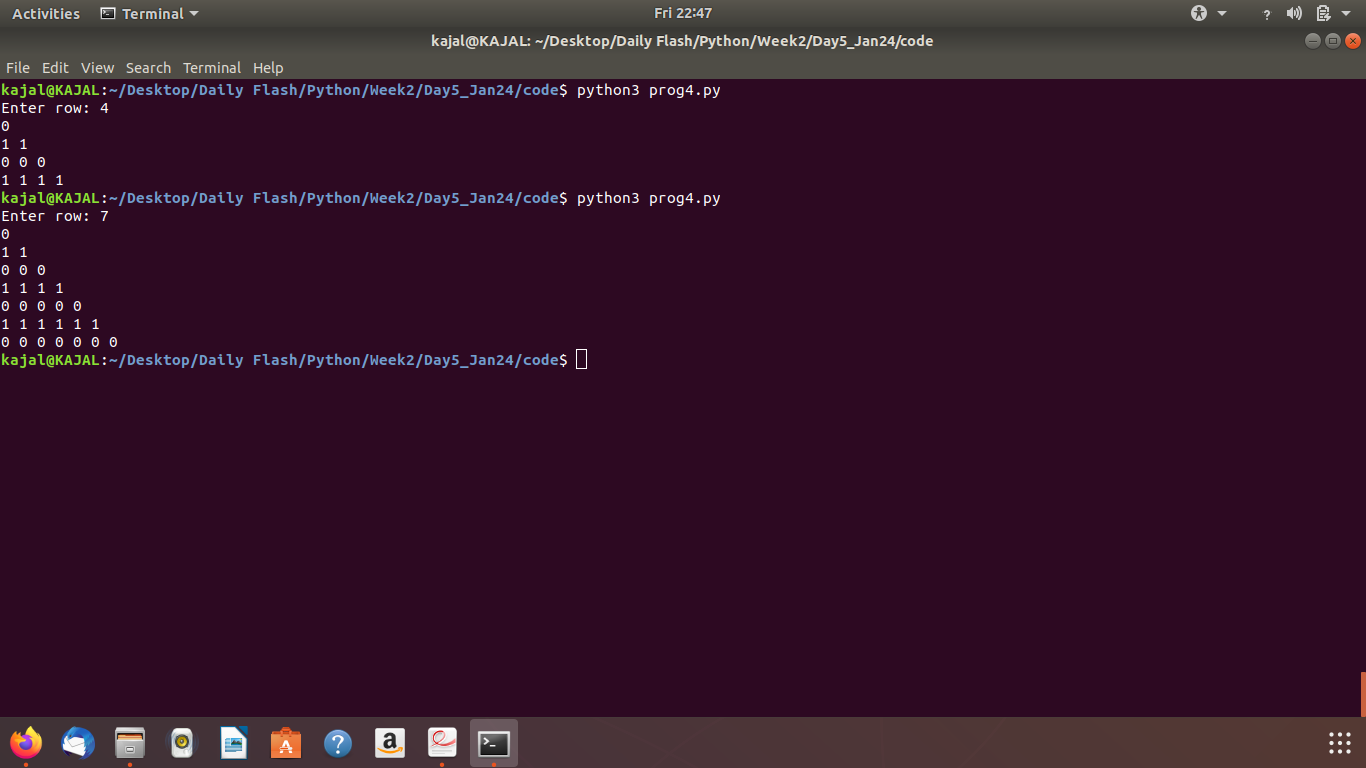 Activities Terminal Fri 22:47 ?
kajal@KAJAL: ~/Desktop/Daily Flash/Python/Week2/Day5_Jan24/code
File Edit View Search Terminal Help
kajal@KAJAL:~/Desktop/Daily Flash/Python/Week2/Day5_Jan24/code$ python3 prog4.py
Enter row: 4
0
1 1
0 0 0
1 1 1 1
kajal@KAJAL:~/Desktop/Daily Flash/Python/Week2/Day5_Jan24/code$ python3 prog4.py
Enter row: 7
0
1 1
0 0 0
1 1 1 1
0 0 0 0 0
1 1 1 1 1 1
0 0 0 0 0 0 0
kajal@KAJAL:~/Desktop/Daily Flash/Python/Week2/Day5_Jan24/code$